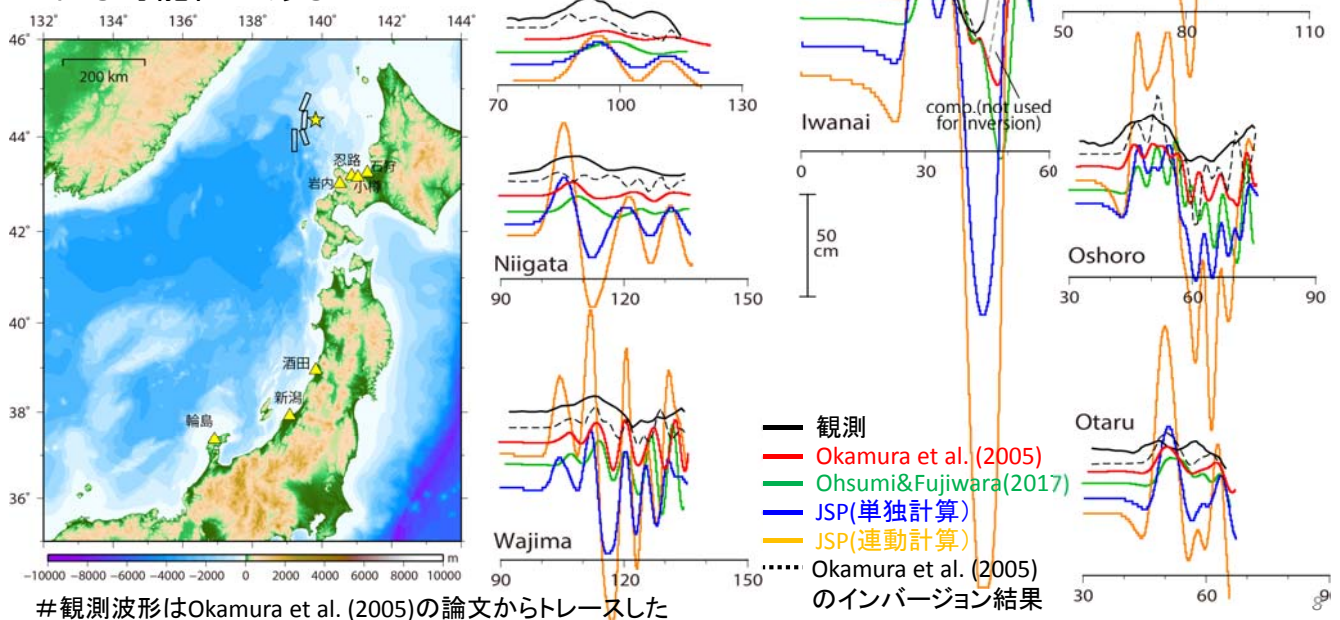 132° 134° 136° 138° 140° 142° 144°
46°
44°
42°
40°
38°
36°
200 km
忍路
石狩
岩内
小樽
酒田
新潟
輪島
−10000 −8000 −6000 −4000 −2000 0 2000 4000 6000 8000 10000
m
70 100 130
Niigata
90 120 150
Wajima
90 120 150
comp.(not used
for inversion)
Iwanai
0 30 60
50
cm
50 80 110
Oshoro
30 60 90
Otaru
30 60 90
観測
Okamura et al. (2005)
Ohsumi&Fujiwara(2017)
JSP(単独計算)
JSP(連動計算)
Okamura et al. (2005)
のインバージョン結果
#観測波形はOkamura et al. (2005)の論文からトレースした
8